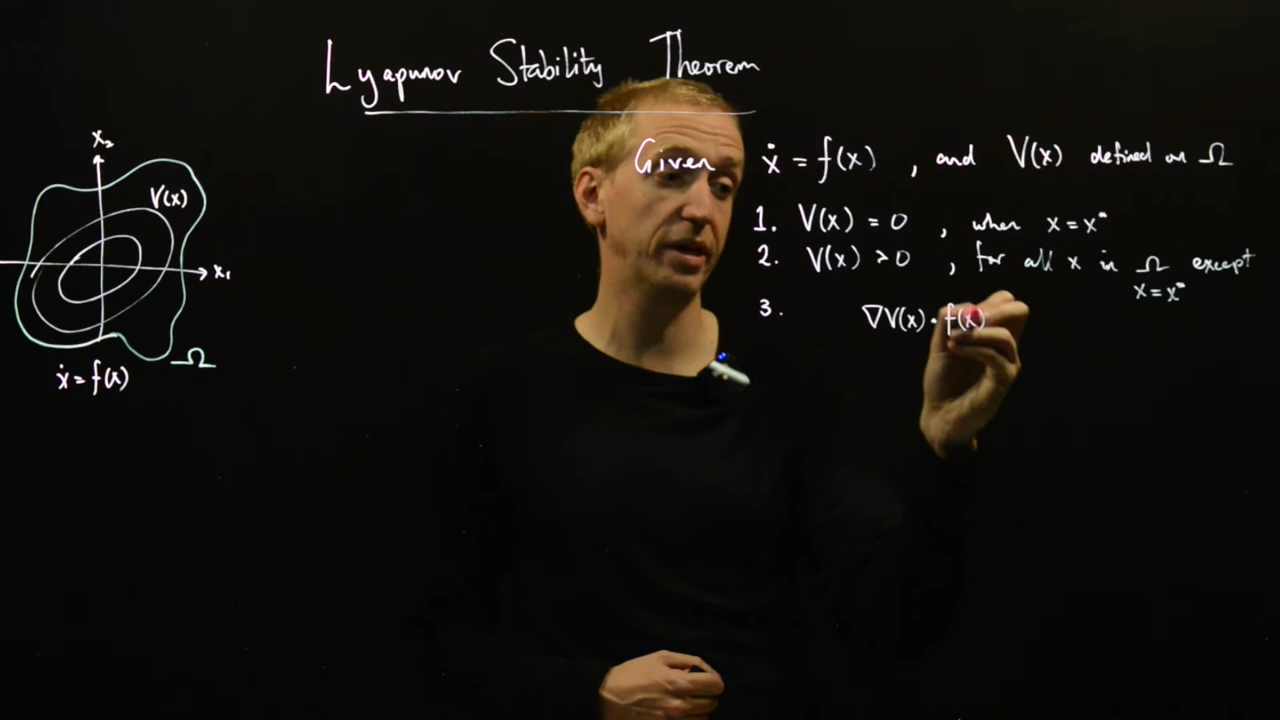 Lyapunov Stability Theorem
Given ẋ = f(x) , and V(x) defined on Ω
1. V(x) = 0 , when x = x*
2. V(x) > 0 , for all x in Ω except
x = x*
3. ∇V(x) · f(x)
x₂
V(x)
x₁
Ω
ẋ = f(x)